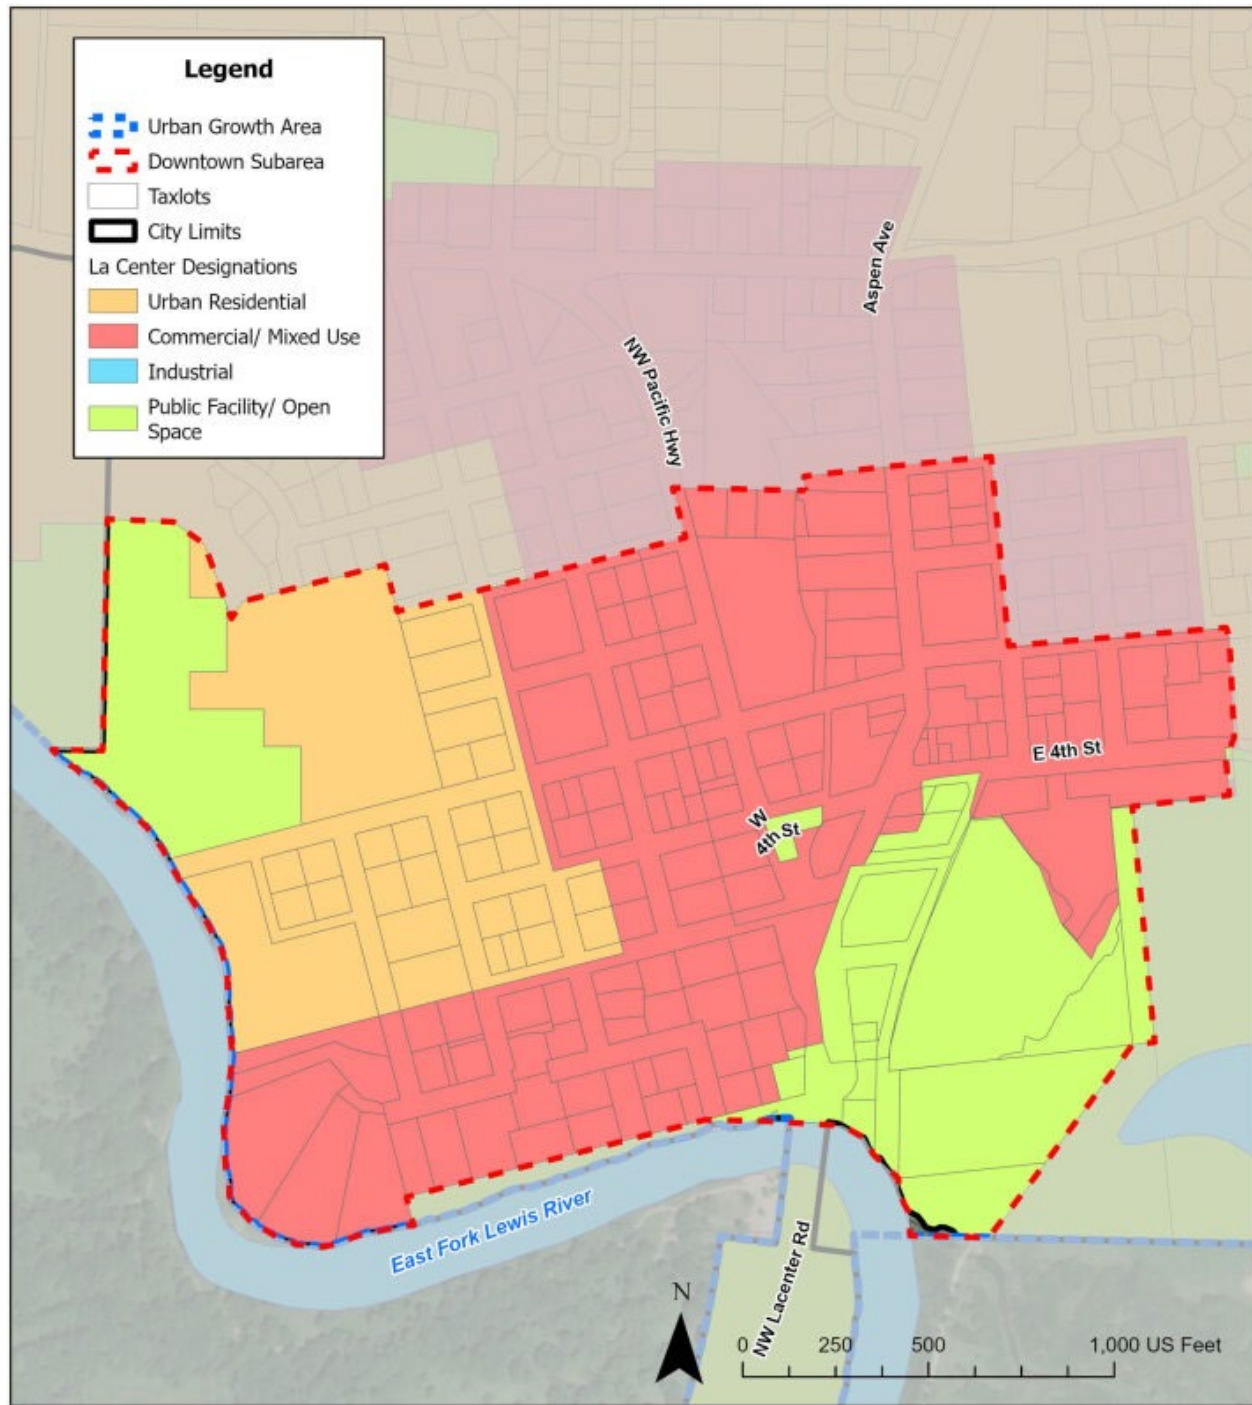 Legend
Urban Growth Area
Downtown Subarea
Taxlots
City Limits
La Center Designations
Urban Residential
Commercial/ Mixed Use
Industrial
Public Facility/ Open
Space
Aspen Ave
NW Pacific Hwy
E 4th St
W
4th St
East Fork Lewis River
NW Lacenter Rd
N
0 250 500 1,000 US Feet